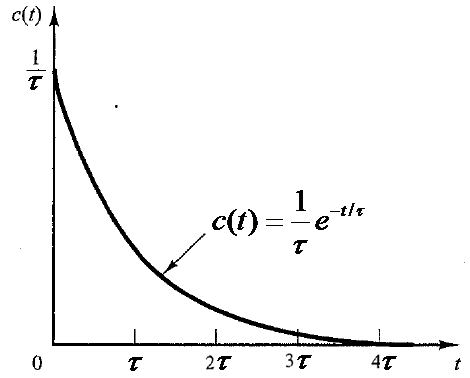 c(t)
1/τ
c(t) = 1/τ e^{-t/τ}
0 τ 2τ 3τ 4τ t